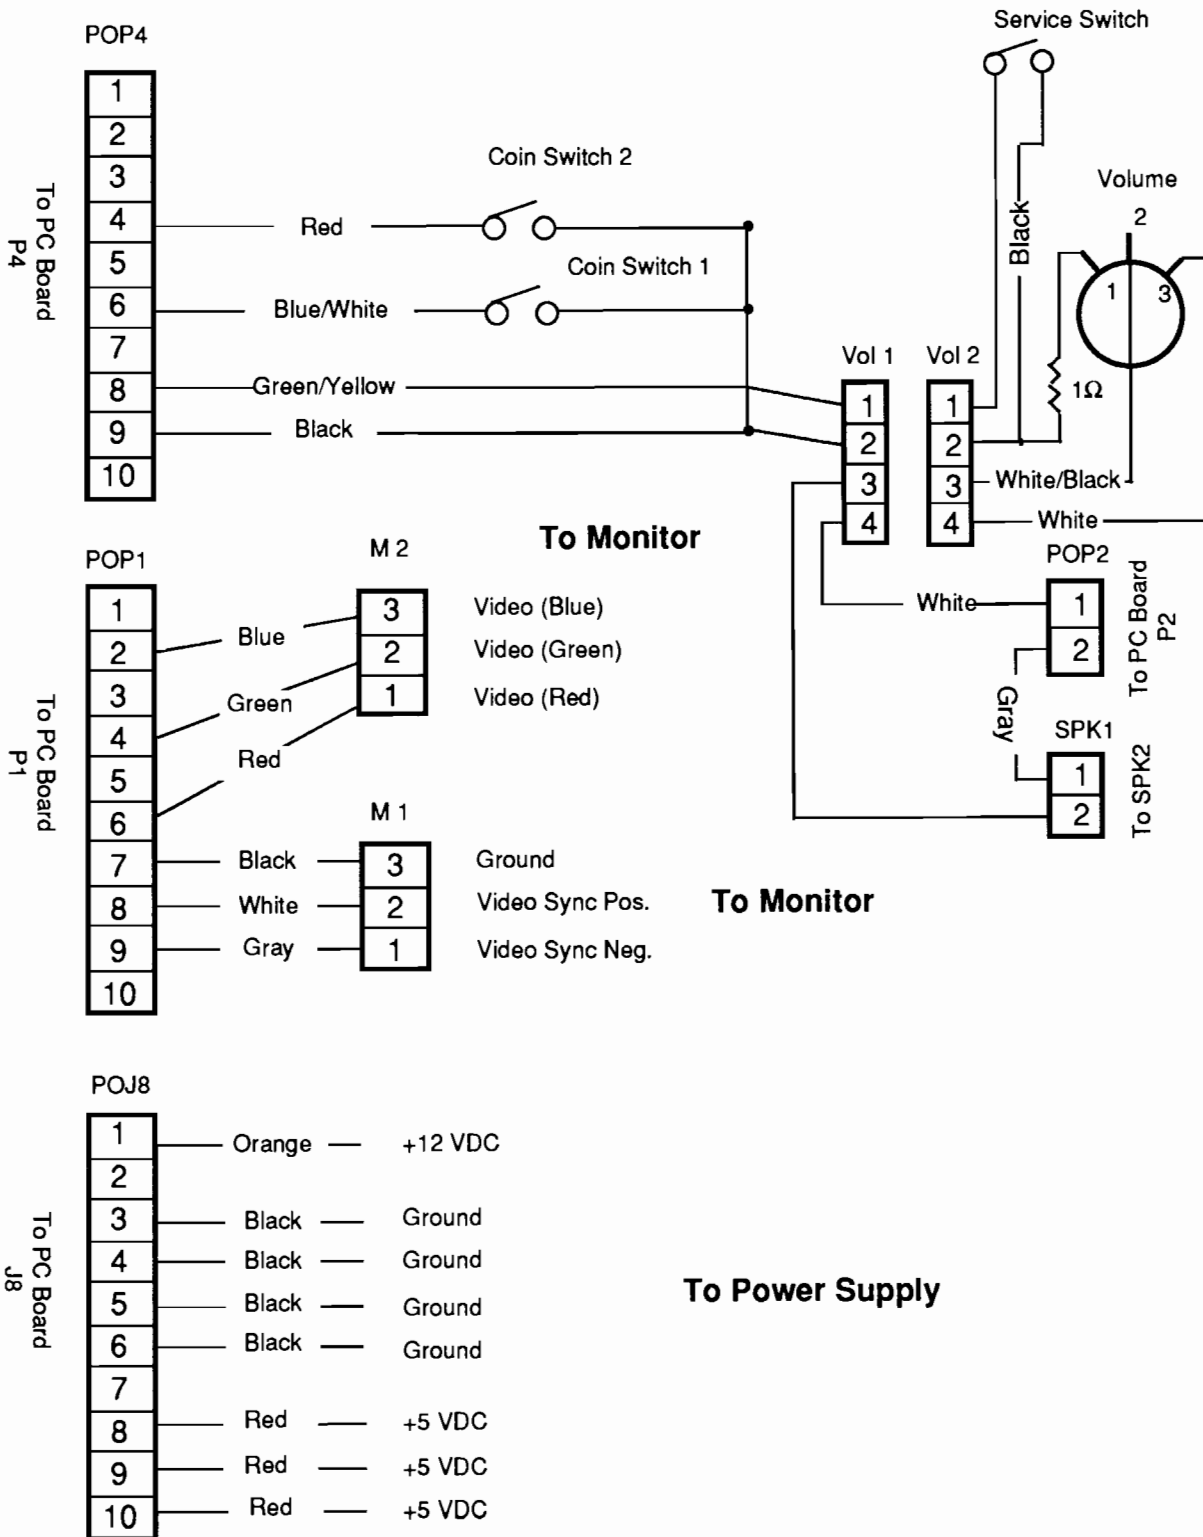 Service Switch
POP4
1
2
3
4
5
6
7
8
9
10
To PC Board
P4
Coin Switch 2
Red
Coin Switch 1
Blue/White
Green/Yellow
Black
Black
Volume
2
1
3
1Ω
Vol 1
1
2
3
4
Vol 2
1
2
3
4
White/Black
White
POP2
1
2
To PC Board
P2
White
Gray
SPK1
1
2
To SPK2
To Monitor
POP1
1
2
3
4
5
6
7
8
9
10
To PC Board
P1
M 2
3
2
1
Blue
Green
Red
Video (Blue)
Video (Green)
Video (Red)
M 1
3
2
1
Black
White
Gray
Ground
Video Sync Pos.
Video Sync Neg.
To Monitor
POJ8
1
2
3
4
5
6
7
8
9
10
To PC Board
J8
Orange +12 VDC
Black Ground
Black Ground
Black Ground
Black Ground
Red +5 VDC
Red +5 VDC
Red +5 VDC
To Power Supply